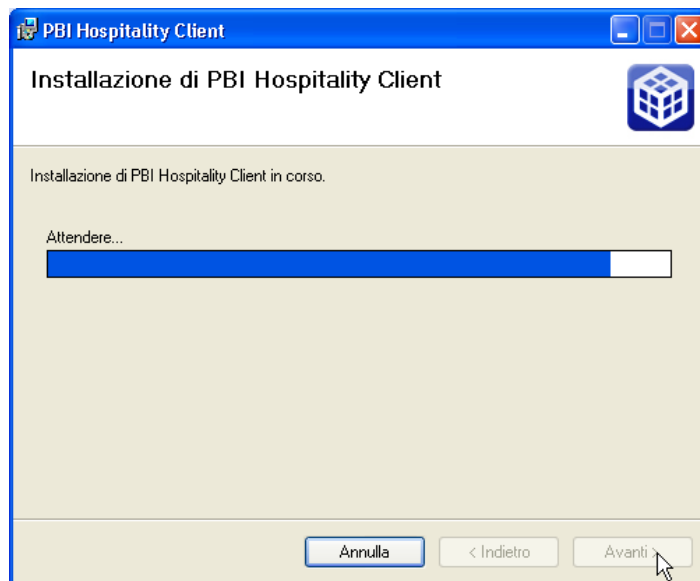 PBI Hospitality Client
Installazione di PBI Hospitality Client
Installazione di PBI Hospitality Client in corso.
Attendere...
Annulla
< Indietro
Avanti >